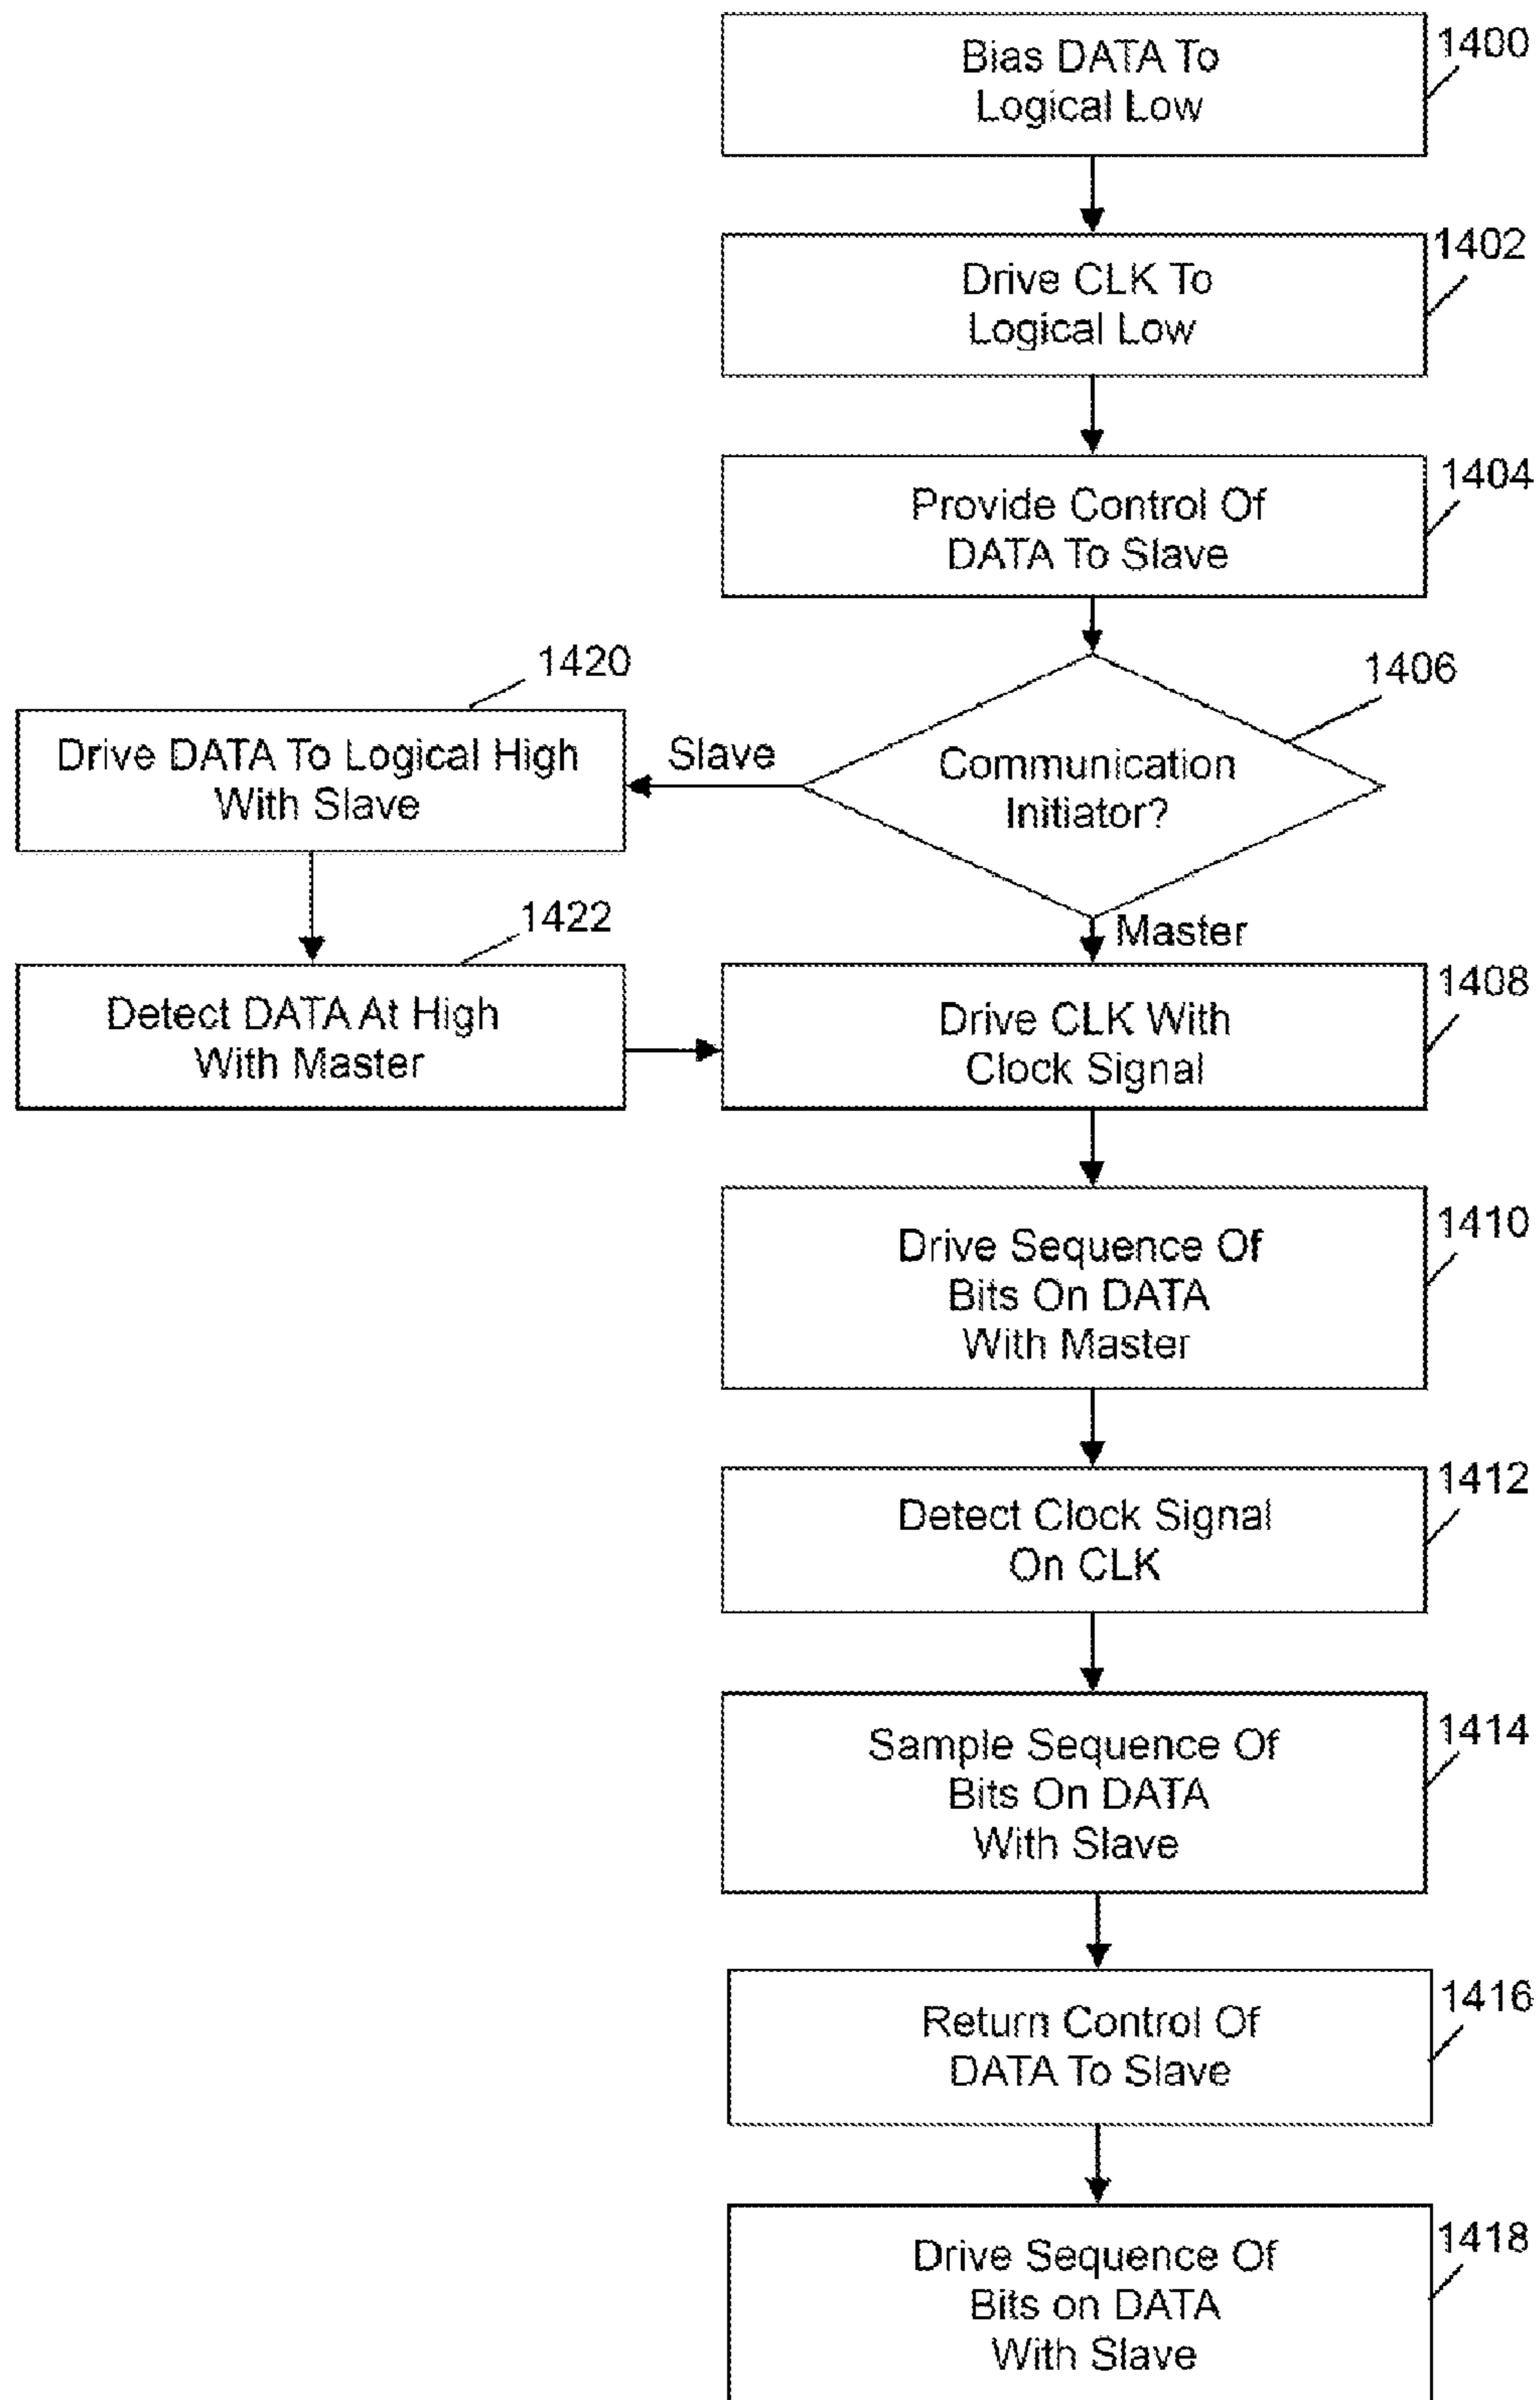 Bias DATA To
Logical Low
1400
Drive CLK To
Logical Low
1402
Provide Control Of
DATA To Slave
1404
Communication
Initiator?
1406
Slave
1420
Drive DATA To Logical High
With Slave
1422
Detect DATA At High
With Master
Master
Drive CLK With
Clock Signal
1408
Drive Sequence Of
Bits On DATA
With Master
1410
Detect Clock Signal
On CLK
1412
Sample Sequence Of
Bits On DATA
With Slave
1414
Return Control Of
DATA To Slave
1416
Drive Sequence Of
Bits on DATA
With Slave
1418